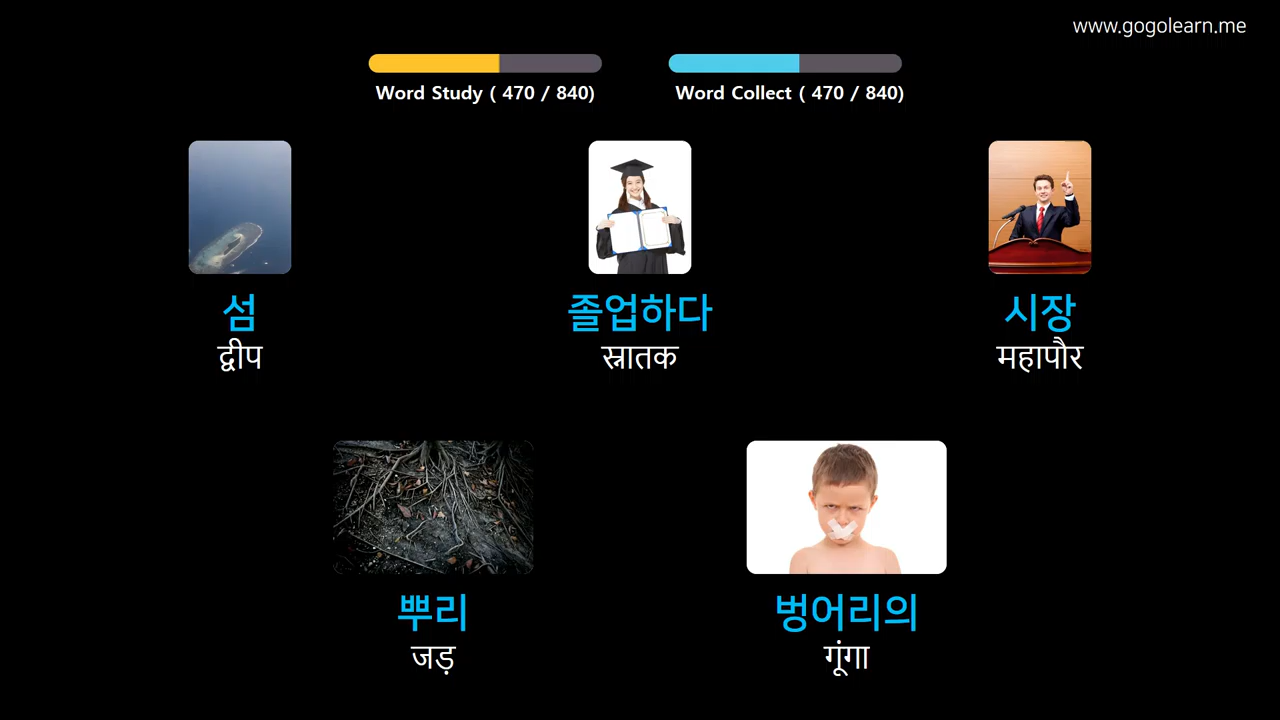 www.gogolearn.me
Word Study ( 470 / 840)
Word Collect ( 470 / 840)
섬
द्वीप
졸업하다
स्नातक
시장
महापौर
뿌리
जड़
벙어리의
गूंगा